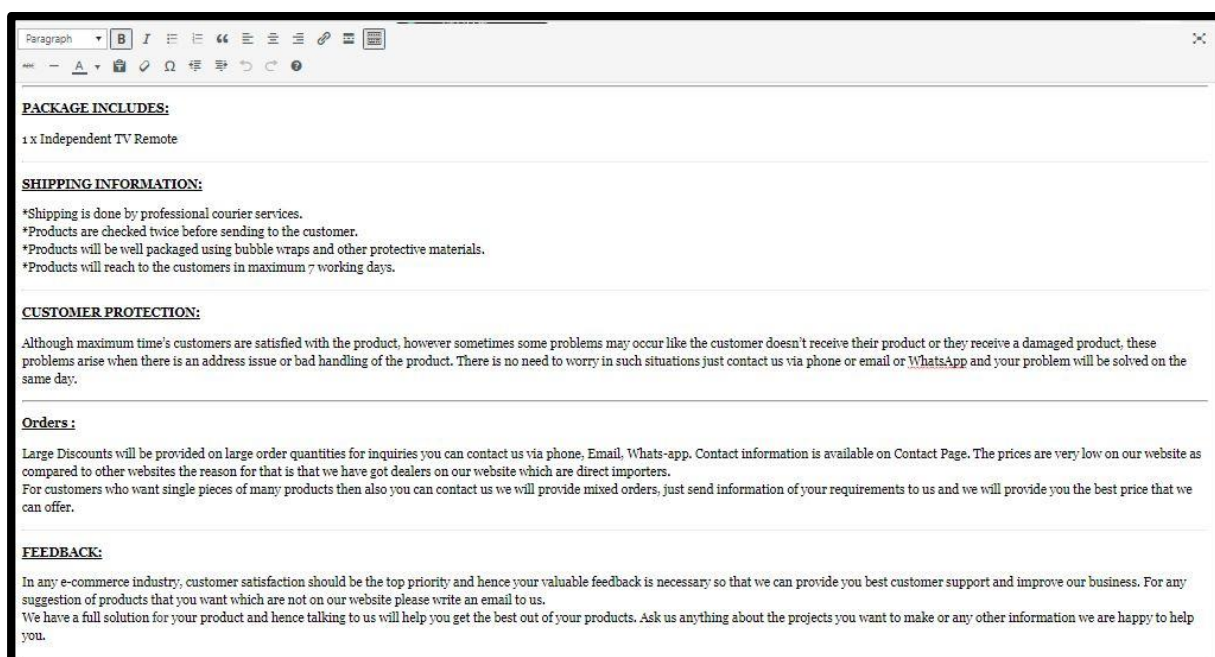 Paragraph
PACKAGE INCLUDES:
1 x Independent TV Remote
SHIPPING INFORMATION:
*Shipping is done by professional courier services.
*Products are checked twice before sending to the customer.
*Products will be well packaged using bubble wraps and other protective materials.
*Products will reach to the customers in maximum 7 working days.
CUSTOMER PROTECTION:
Although maximum time's customers are satisfied with the product, however sometimes some problems may occur like the customer doesn't receive their product or they receive a damaged product, these
problems arise when there is an address issue or bad handling of the product. There is no need to worry in such situations just contact us via phone or email or WhatsApp and your problem will be solved on the
same day.
Orders :
Large Discounts will be provided on large order quantities for inquiries you can contact us via phone, Email, Whats-app. Contact information is available on Contact Page. The prices are very low on our website as
compared to other websites the reason for that is that we have got dealers on our website which are direct importers.
For customers who want single pieces of many products then also you can contact us we will provide mixed orders, just send information of your requirements to us and we will provide you the best price that we
can offer.
FEEDBACK:
In any e-commerce industry, customer satisfaction should be the top priority and hence your valuable feedback is necessary so that we can provide you best customer support and improve our business. For any
suggestion of products that you want which are not on our website please write an email to us.
We have a full solution for your product and hence talking to us will help you get the best out of your products. Ask us anything about the projects you want to make or any other information we are happy to help
you.